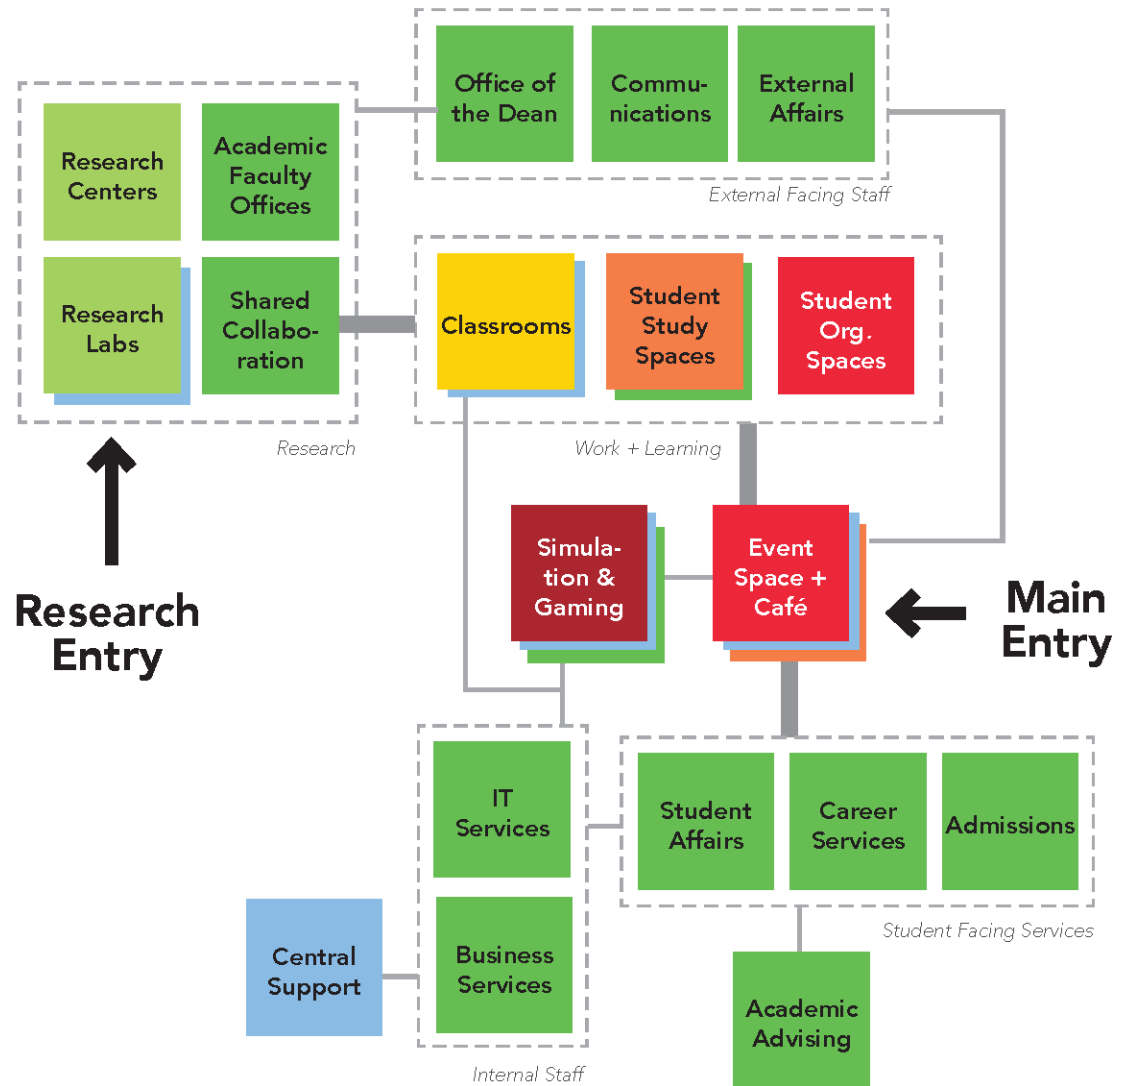 Office of
the Dean
Commu-
nications
External
Affairs
External Facing Staff
Research
Centers
Academic
Faculty
Offices
Research
Labs
Shared
Collabo-
ration
Research
Classrooms
Student
Study
Spaces
Student
Org.
Spaces
Work + Learning
Simula-
tion &
Gaming
Event
Space +
Café
Research
Entry
Main
Entry
IT
Services
Business
Services
Internal Staff
Central
Support
Student
Affairs
Career
Services
Admissions
Student Facing Services
Academic
Advising